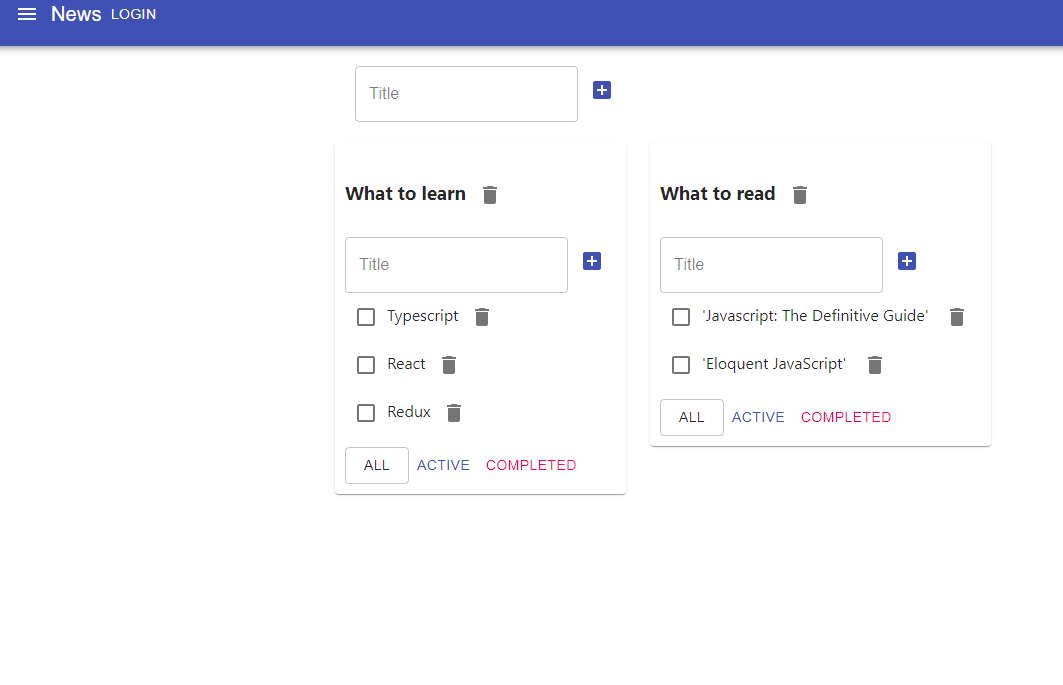 News LOGIN
Title
What to learn
Title
Typescript
React
Redux
ALL ACTIVE COMPLETED
What to read
Title
'Javascript: The Definitive Guide'
'Eloquent JavaScript'
ALL ACTIVE COMPLETED